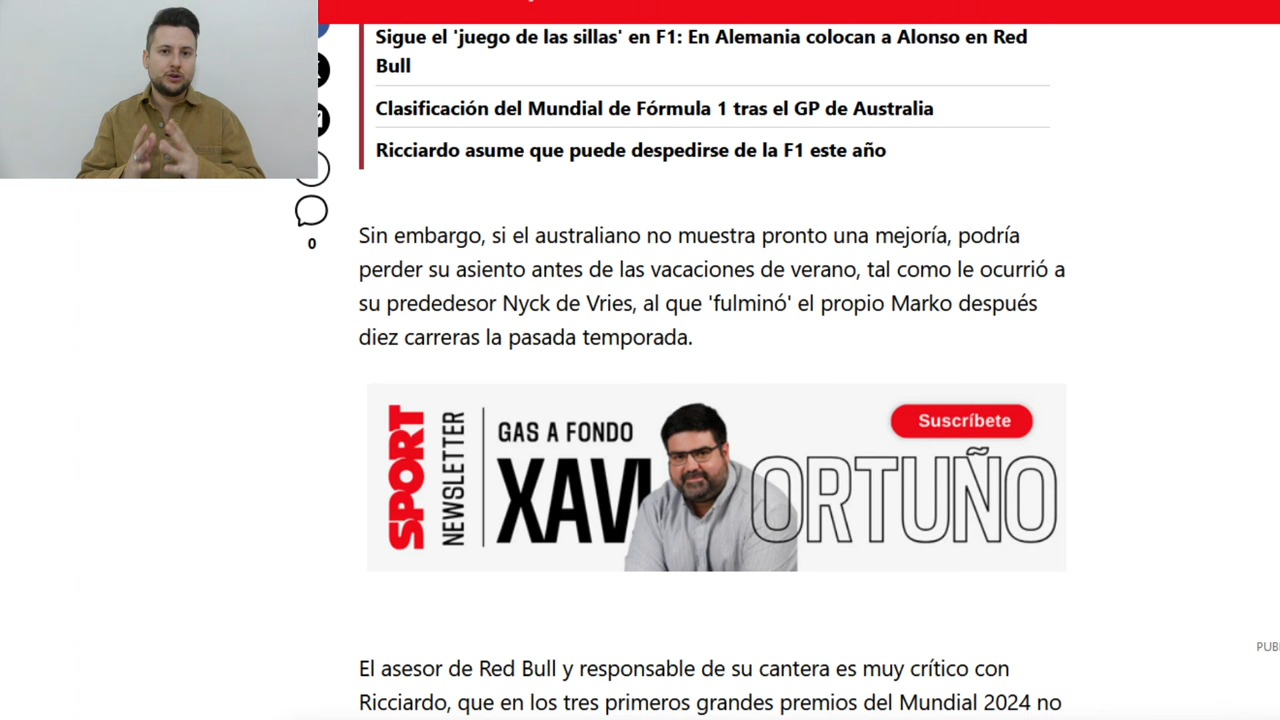 Sigue el 'juego de las sillas' en F1: En Alemania colocan a Alonso en Red
Bull
Clasificación del Mundial de Fórmula 1 tras el GP de Australia
Ricciardo asume que puede despedirse de la F1 este año
0
Sin embargo, si el australiano no muestra pronto una mejoría, podría
perder su asiento antes de las vacaciones de verano, tal como le ocurrió a
su prededesor Nyck de Vries, al que 'fulminó' el propio Marko después
diez carreras la pasada temporada.
SPORT
NEWSLETTER
GAS A FONDO
XAVI ORTUÑO
Suscríbete
El asesor de Red Bull y responsable de su cantera es muy crítico con
Ricciardo, que en los tres primeros grandes premios del Mundial 2024 no